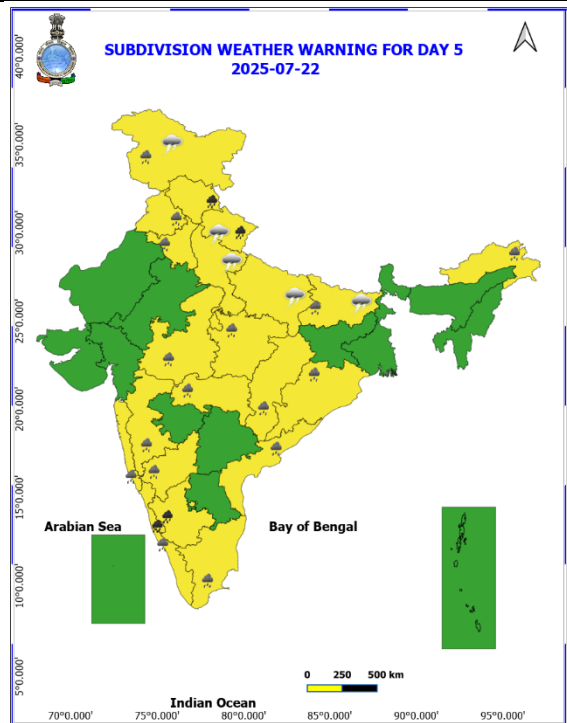 SUBDIVISION WEATHER WARNING FOR DAY 5
2025-07-22
40°0.000'
35°0.000'
30°0.000'
25°0.000'
20°0.000'
15°0.000'
10°0.000'
5°0.000'
Arabian Sea
Bay of Bengal
0 250 500 km
Indian Ocean
70°0.000' 75°0.000' 80°0.000' 85°0.000' 90°0.000' 95°0.000'